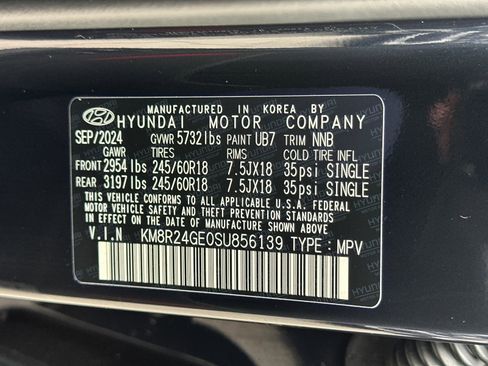 MANUFACTURED IN KOREA BY
HYUNDAI MOTOR COMPANY
SEP/2024 GVWR 5732lbs PAINT UB7 TRIM NNB
GAWR TIRES RIMS COLD TIRE INFL
FRONT 2954lbs 245/60R18 7.5JX18 35psi SINGLE
REAR 3197lbs 245/60R18 7.5JX18 35psi SINGLE
THIS VEHICLE CONFORMS TO ALL APPLICABLE U.S.A. FEDERAL
MOTOR VEHICLE SAFETY, BUMPER, AND THEFT PREVENTION
STANDARDS IN EFFECT ON THE DATE OF MANUFACTURE SHOWN ABOVE.
V.I.N KM8R24GE0SU856139 TYPE : MPV